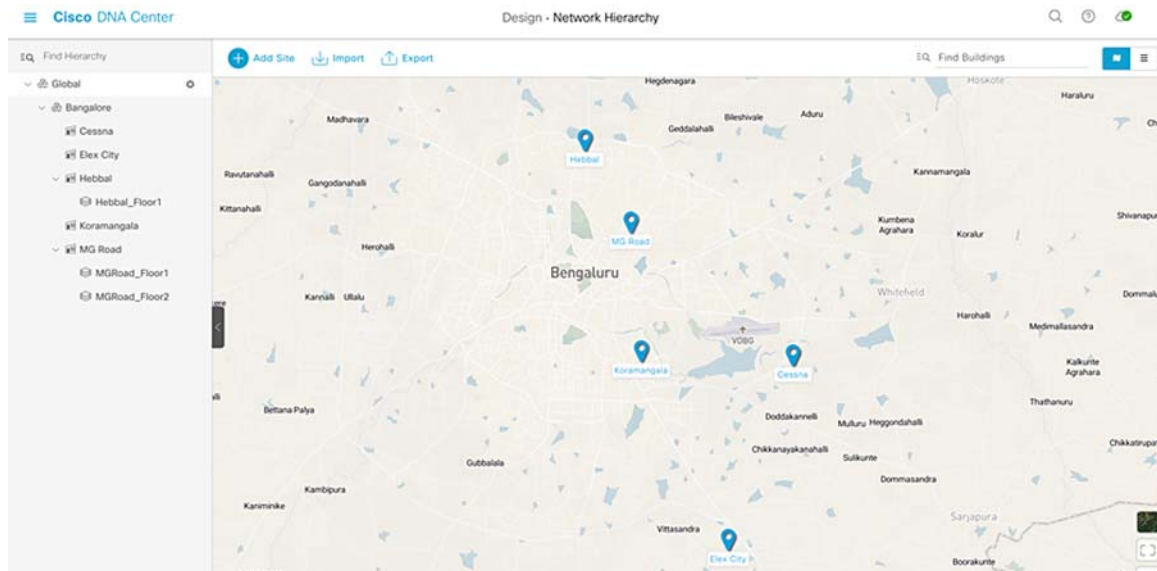 Cisco DNA Center
Design • Network Hierarchy
Find Hierarchy
Global
Bangalore
Cessna
Elex City
Hebbal
Hebbal_Floor1
Koramangala
MG Road
MGRoad_Floor1
MGRoad_Floor2
Add Site
Import
Export
Find Buildings
Hegdenagara
Hoskote
Haraluru
Madhavara
Bileshivale
Aduru
Geddalahalli
Hebbal
Ravutanahalli
Gangodanahalli
Kannamangala
Kittanahalli
Kumbena
Agrahara
Shivanapur
MG Road
Koralur
Herohalli
Bengaluru
Kannalli
Ullalu
Whitefield
Dommal
Harohalli
Medimallasandra
VOBG
Koramangala
Cessna
Kalkunte
Agrahara
Thathanuru
Bettana Palya
Doddakannelli
Mulluru
Heggondahalli
Chikkanayakanahalli
Chikkatirupat
Sulikunte
Gubbalala
Dommasandra
Kambipura
Kaniminike
Sarjapura
Vittasandra
Elex City
Boorakunte